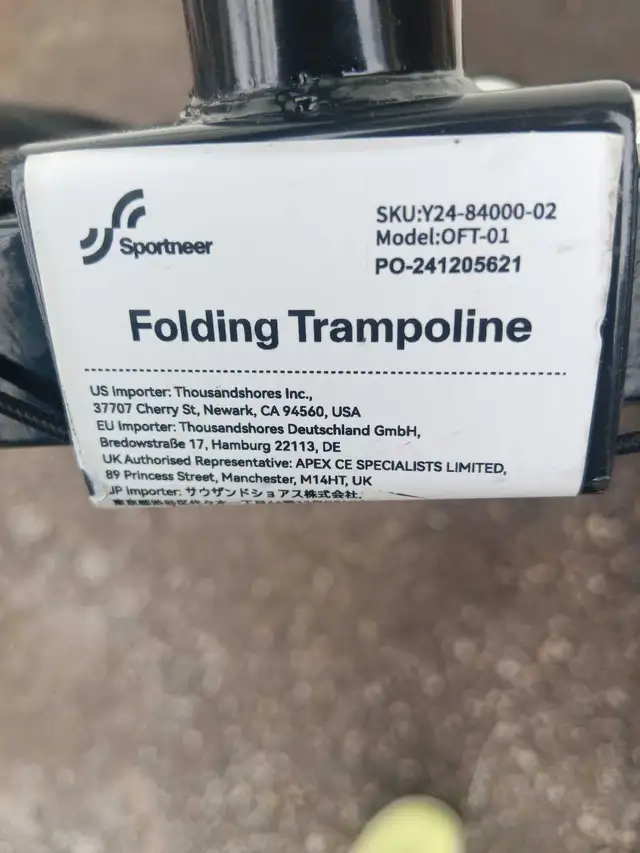 Sportneer
SKU:Y24-84000-02
Model:OFT-01
PO-241205621
Folding Trampoline
US Importer: Thousandshores Inc.,
37707 Cherry St, Newark, CA 94560, USA
EU Importer: Thousandshores Deutschland GmbH,
Bredowstraße 17, Hamburg 22113, DE
UK Authorised Representative: APEX CE SPECIALISTS LIMITED,
89 Princess Street, Manchester, M14HT, UK
JP Importer: サウザンドショアス株式会社,